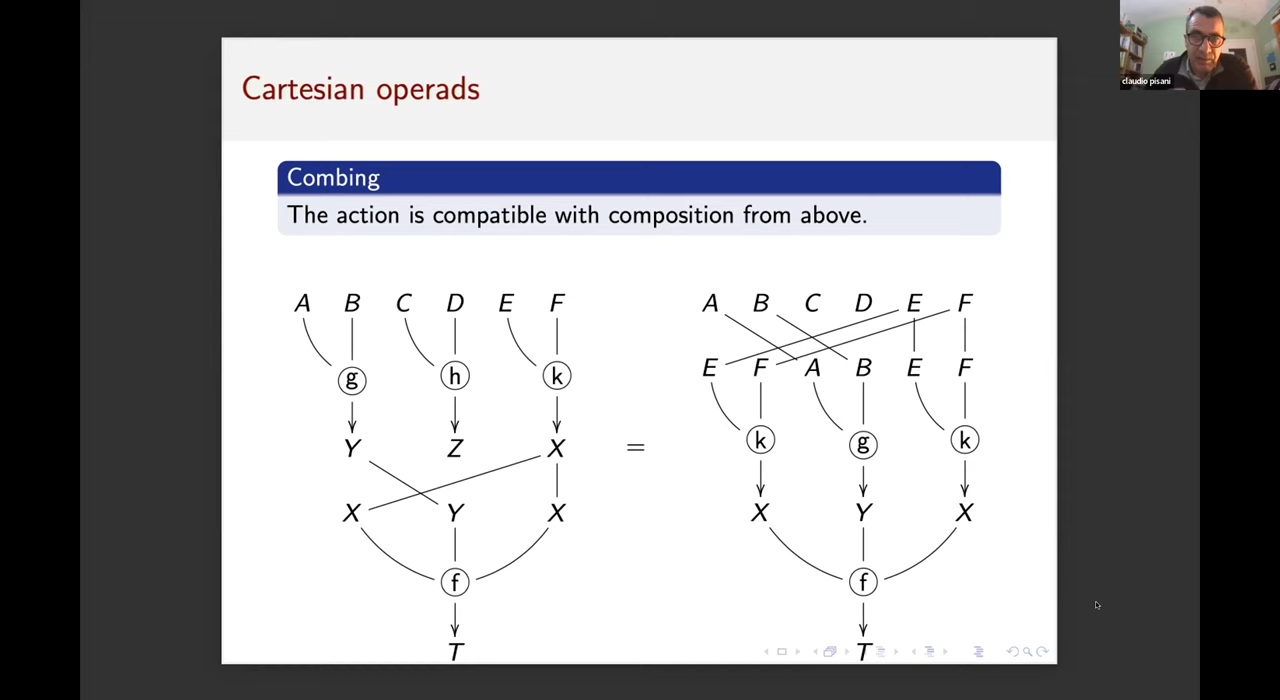 claudio pisani
Cartesian operads
Combing
The action is compatible with composition from above.
A B C D E F
g h k
Y Z X
X Y X
f
T
=
A B C D E F
E F A B E F
k g k
X Y X
f
T